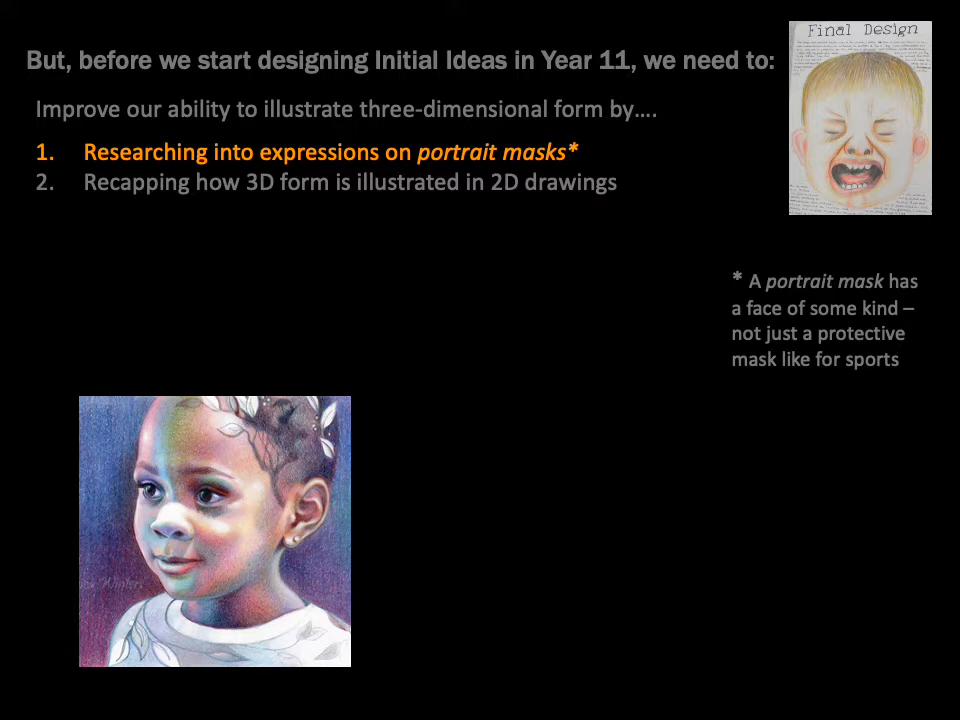 Final Design
But, before we start designing Initial Ideas in Year 11, we need to:
Improve our ability to illustrate three-dimensional form by….
1. Researching into expressions on portrait masks*
2. Recapping how 3D form is illustrated in 2D drawings
* A portrait mask has
a face of some kind –
not just a protective
mask like for sports